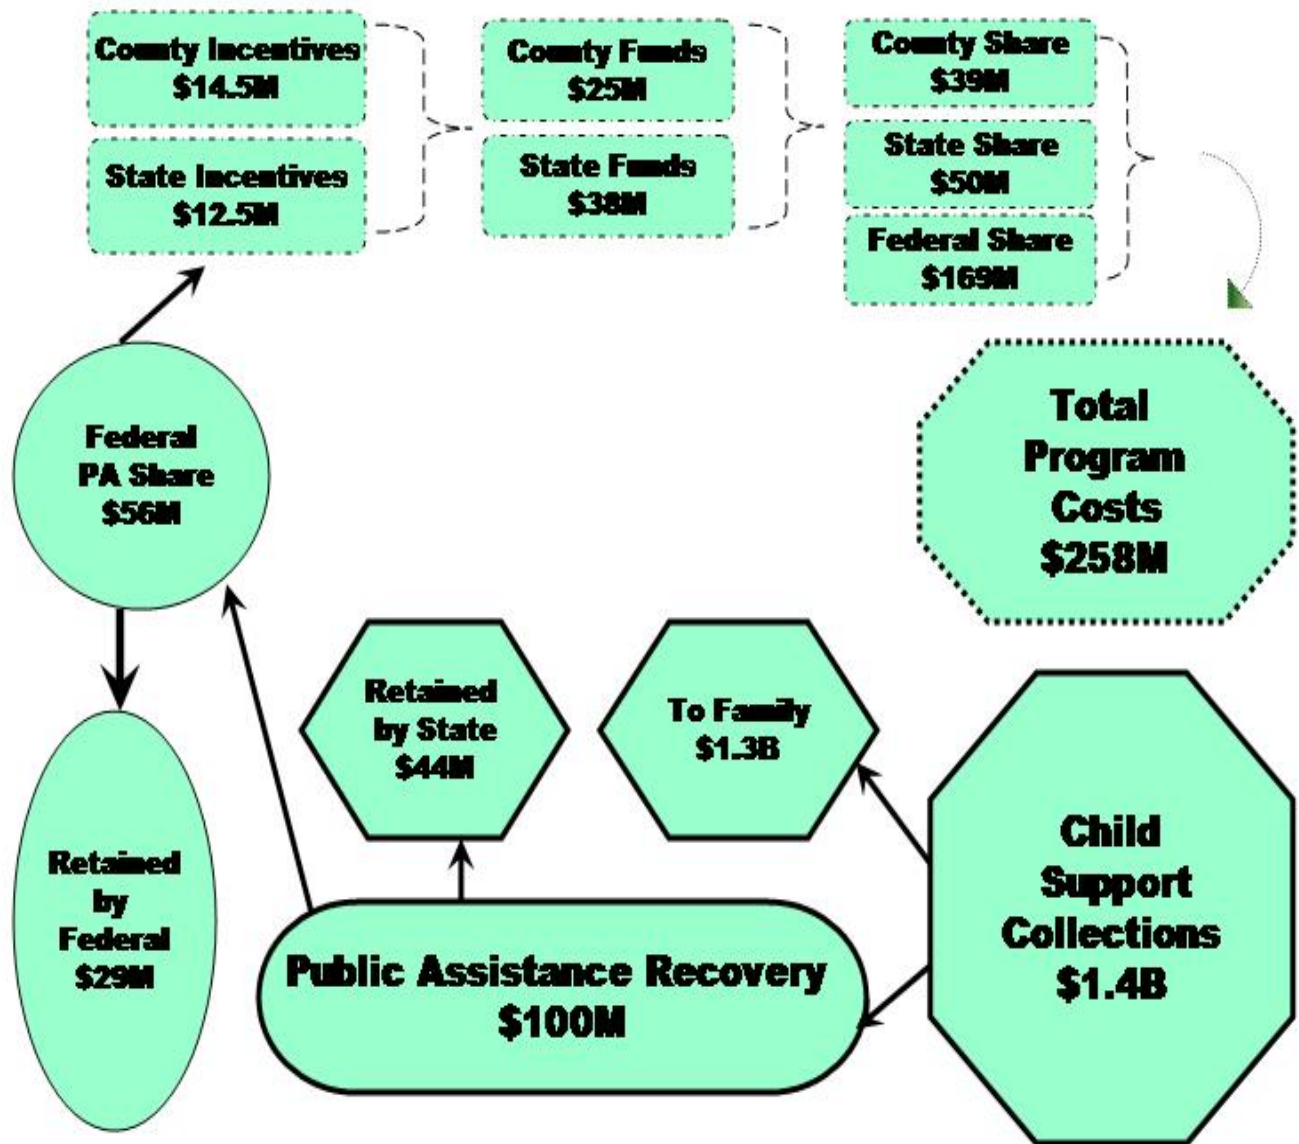 County Incentives
$14.5M
State Incentives
$12.5M
County Funds
$25M
State Funds
$38M
County Share
$39M
State Share
$50M
Federal Share
$169M
Federal
PA Share
$56M
Total
Program
Costs
$258M
Retained
by State
$44M
To Family
$1.3B
Retained
by
Federal
$29M
Public Assistance Recovery
$100M
Child
Support
Collections
$1.4B